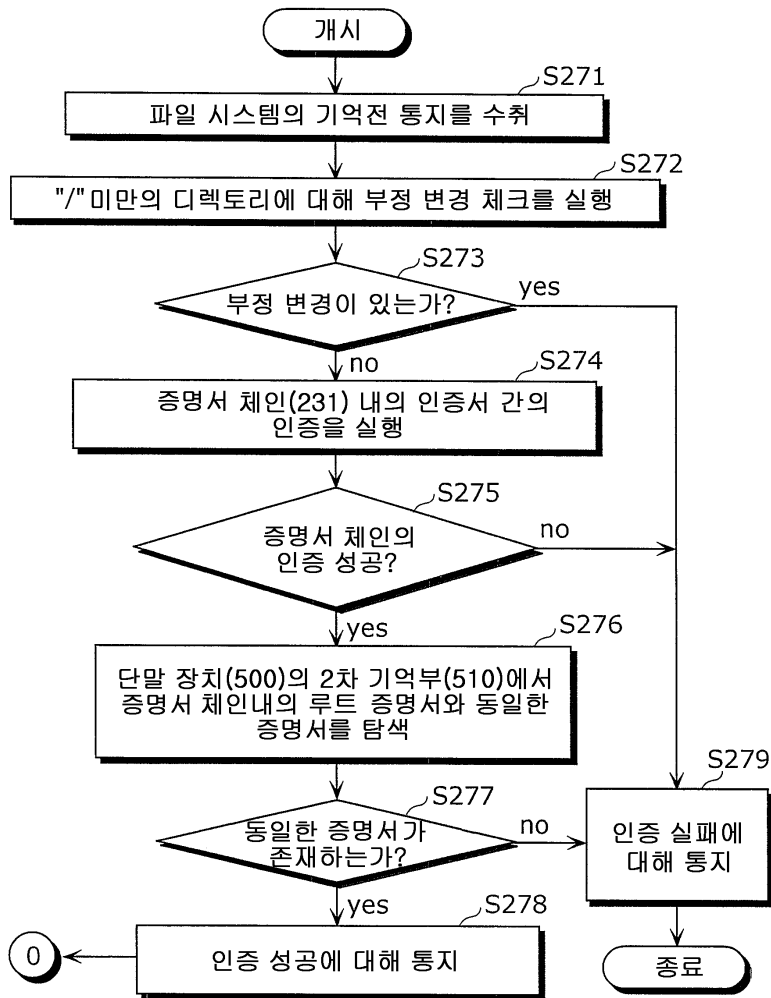 개시
S271
파일 시스템의 기억전 통지를 수취
S272
"/"미만의 디렉토리에 대해 부정 변경 체크를 실행
S273
부정 변경이 있는가?
yes
no
S274
증명서 체인(231) 내의 인증서 간의
인증을 실행
S275
증명서 체인의
인증 성공?
no
yes
S276
단말 장치(500)의 2차 기억부(510)에서
증명서 체인내의 루트 증명서와 동일한
증명서를 탐색
S277
동일한 증명서가
존재하는가?
no
yes
S279
인증 실패에
대해 통지
S278
인증 성공에 대해 통지
O
종료